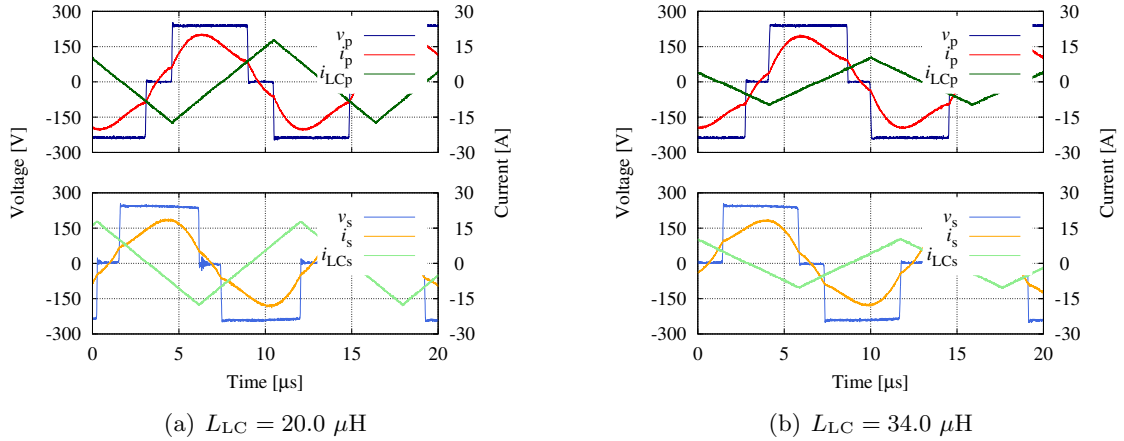 300 30
150 15
0 0
-150 -15
-300 -30
v_p
i_p
i_LCp
300 30
150 15
0 0
-150 -15
-300 -30
v_s
i_s
i_LCs
Voltage [V]
Current [A]
0 5 10 15 20
Time [μs]
(a) L_LC = 20.0 μH
300 30
150 15
0 0
-150 -15
-300 -30
v_p
i_p
i_LCp
300 30
150 15
0 0
-150 -15
-300 -30
v_s
i_s
i_LCs
Voltage [V]
Current [A]
0 5 10 15 20
Time [μs]
(b) L_LC = 34.0 μH